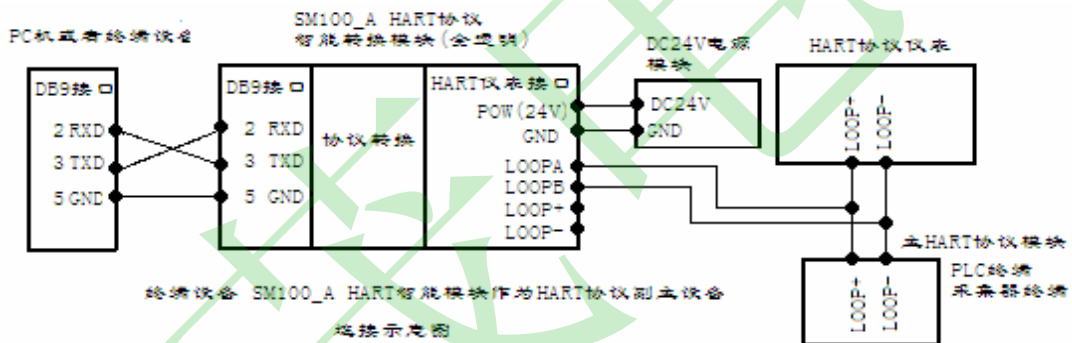 PC机或者终端设备
DB9接口
2 RXD
3 TXD
5 GND
SM100_A HART协议
智能转换模块(全透明)
DB9接口
2 RXD
3 TXD
5 GND
协议转换
HART仪表接口
POW(24V)
GND
LOOPA
LOOPB
LOOP+
LOOP-
DC24V电源
模块
DC24V
GND
HART协议仪表
LOOP+
LOOP-
主HART协议模块
PLC终端
采集器终端
LOOP+
LOOP-
终端设备 SM100_A HART智能模块作为HART协议副主设备
端接示意图